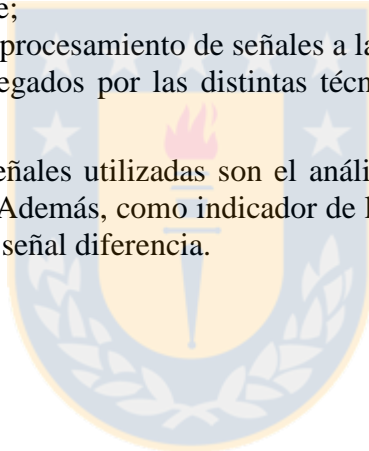 e;
procesamiento de señales a la
egados por las distintas técn
eñales utilizadas son el anális
Además, como indicador de l
señal diferencia.